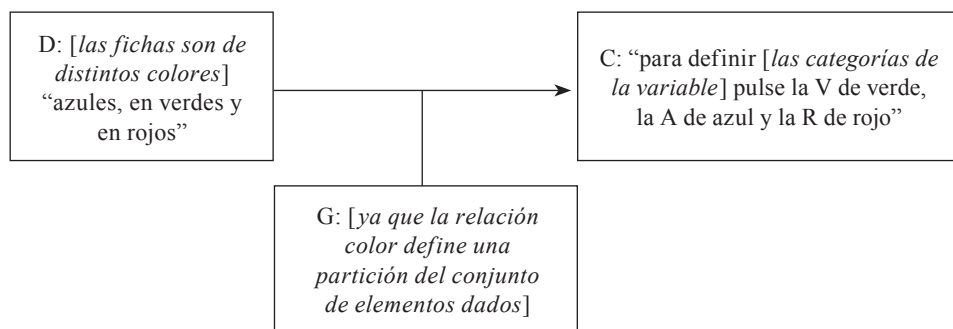 D: [las fichas son de
distintos colores]
“azules, en verdes y
en rojos”
C: “para definir [las categorías de
la variable] pulse la V de verde,
la A de azul y la R de rojo”
G: [ya que la relación
color define una
partición del conjunto
de elementos dados]